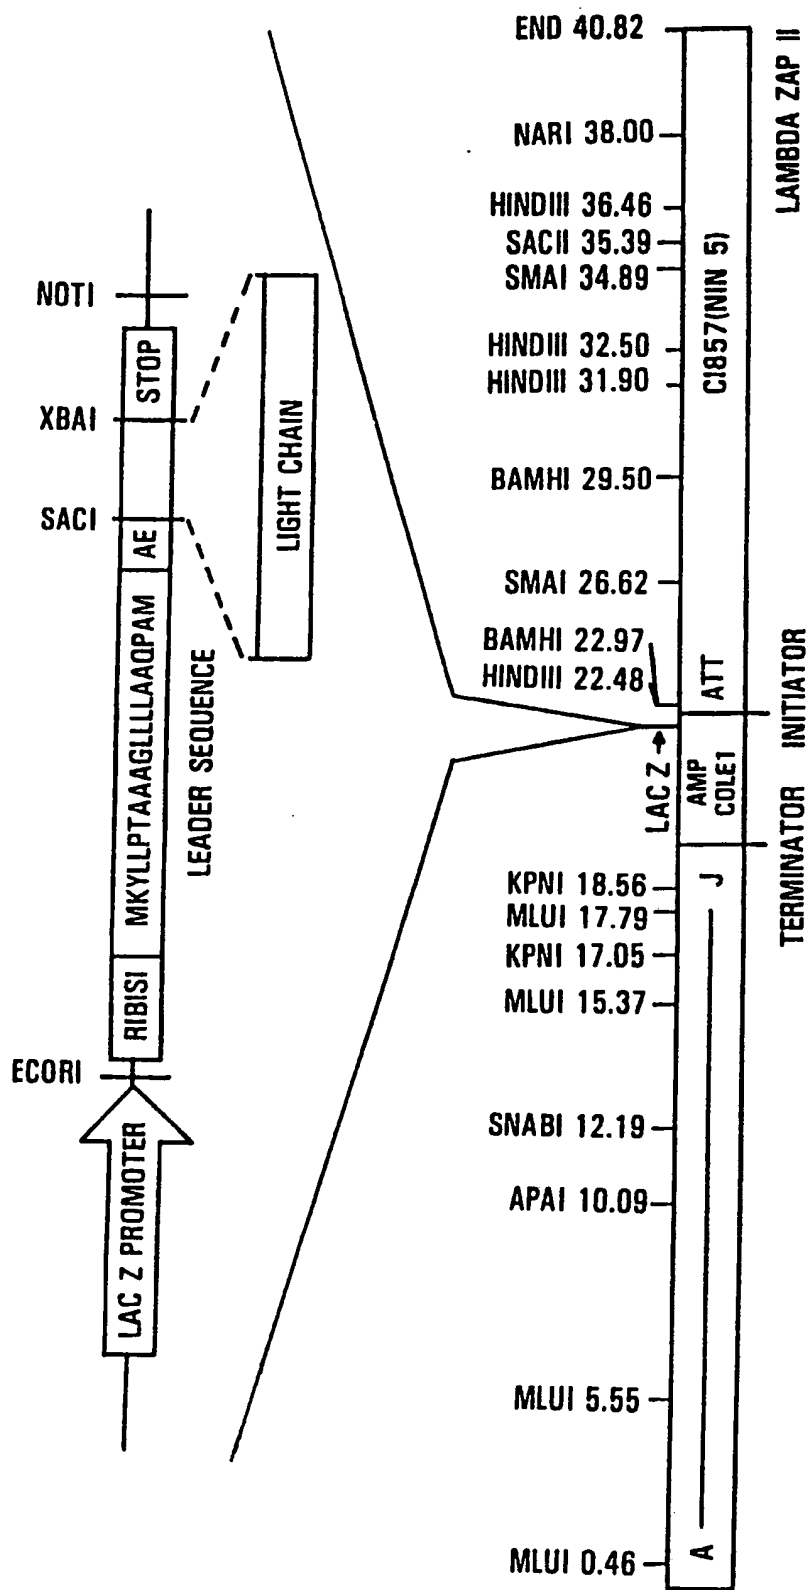 END 40.82
NARI 38.00
HINDIII 36.46
SACII 35.39
SMAI 34.89
HINDIII 32.50
HINDIII 31.90
BAMHI 29.50
SMAI 26.62
BAMHI 22.97
HINDIII 22.48
LAC Z →
KPNI 18.56
MLUI 17.79
KPNI 17.05
MLUI 15.37
SNABI 12.19
APAI 10.09
MLUI 5.55
MLUI 0.46
LAMBDA ZAP II
CI857(NIN 5)
ATT
INITIATOR
AMP
COLE1
TERMINATOR
J
A
NOTI
STOP
XBAI
SACI
AE
MKYLLPTAAAGLLLLAAQPAM
LEADER SEQUENCE
LIGHT CHAIN
RIBISI
ECORI
LAC Z PROMOTER